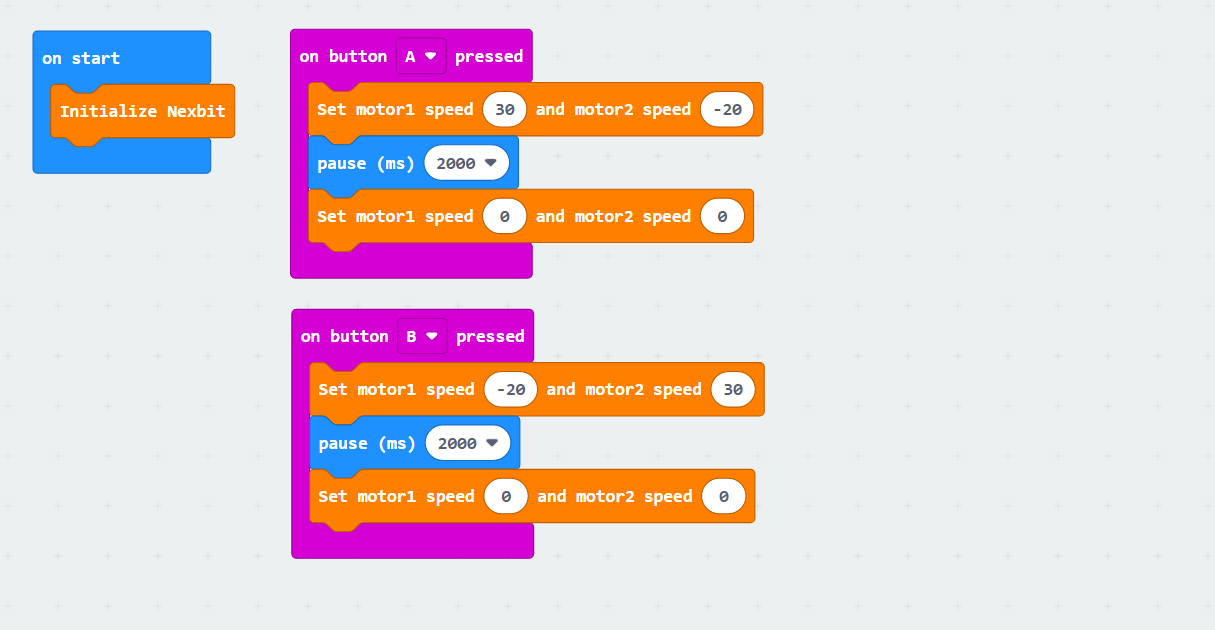 on start
Initialize Nexbit
on button A pressed
Set motor1 speed 30 and motor2 speed -20
pause (ms) 2000
Set motor1 speed 0 and motor2 speed 0
on button B pressed
Set motor1 speed -20 and motor2 speed 30
pause (ms) 2000
Set motor1 speed 0 and motor2 speed 0